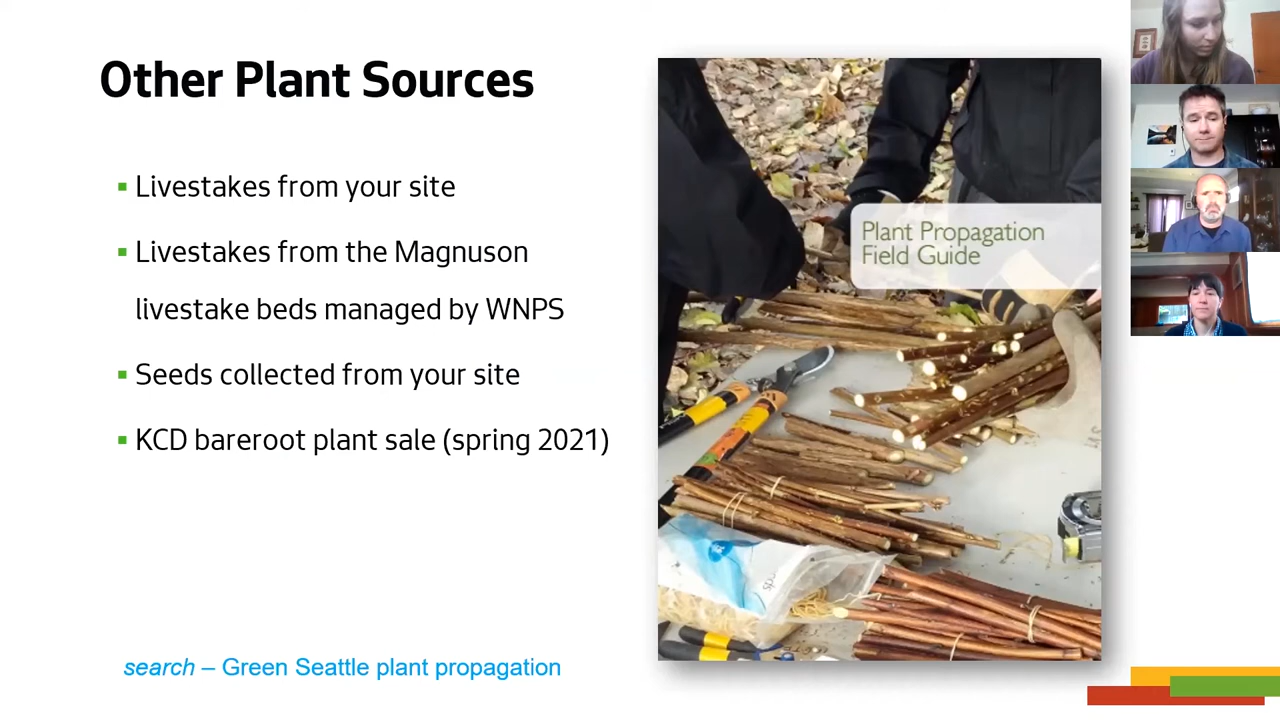 Other Plant Sources
Livestakes from your site
Livestakes from the Magnuson
livestake beds managed by WNPS
Seeds collected from your site
KCD bareroot plant sale (spring 2021)
Plant Propagation
Field Guide
search – Green Seattle plant propagation